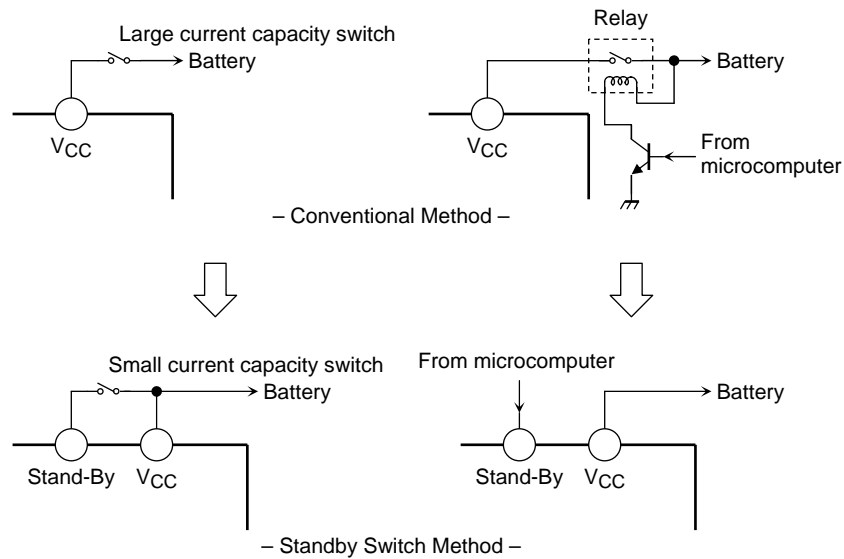 Large current capacity switch
Battery
VCC
Relay
Battery
VCC
From
microcomputer
– Conventional Method –
Small current capacity switch
Battery
Stand-By
VCC
From microcomputer
Battery
Stand-By
VCC
– Standby Switch Method –